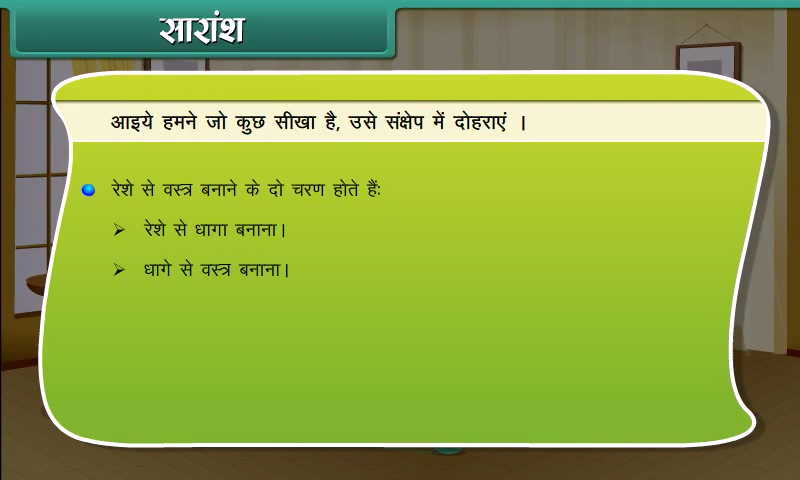 सारांश
आइये हमने जो कुछ सीखा है, उसे संक्षेप में दोहराएं ।
रेशे से वस्त्र बनाने के दो चरण होते हैं:
रेशे से धागा बनाना।
धागे से वस्त्र बनाना।